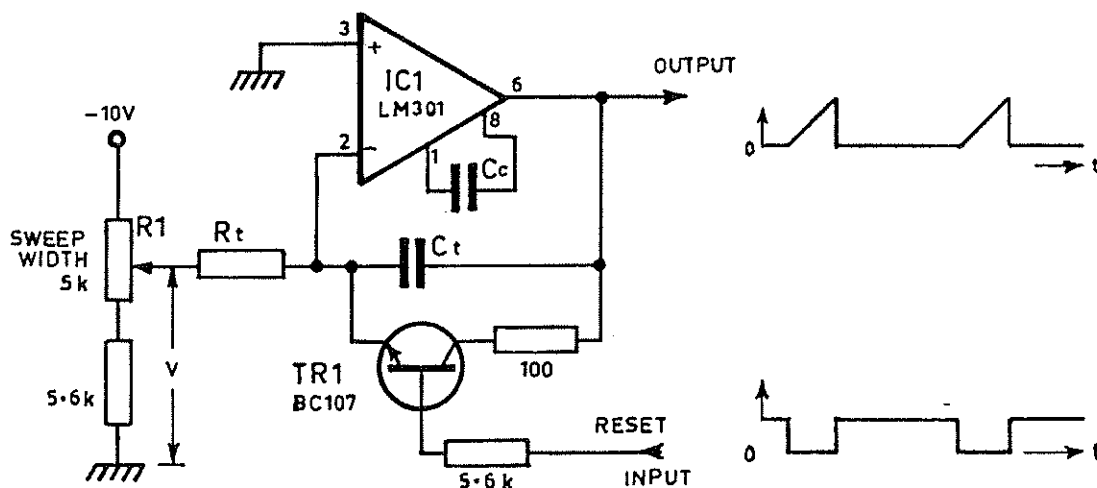 3
+
IC1
LM301
6
OUTPUT
8
-10V
2
−
1
Cc
0
t
R1
SWEEP
WIDTH
5k
Rt
Ct
V
TR1
BC107
100
5·6k
RESET
INPUT
5·6k
0
t